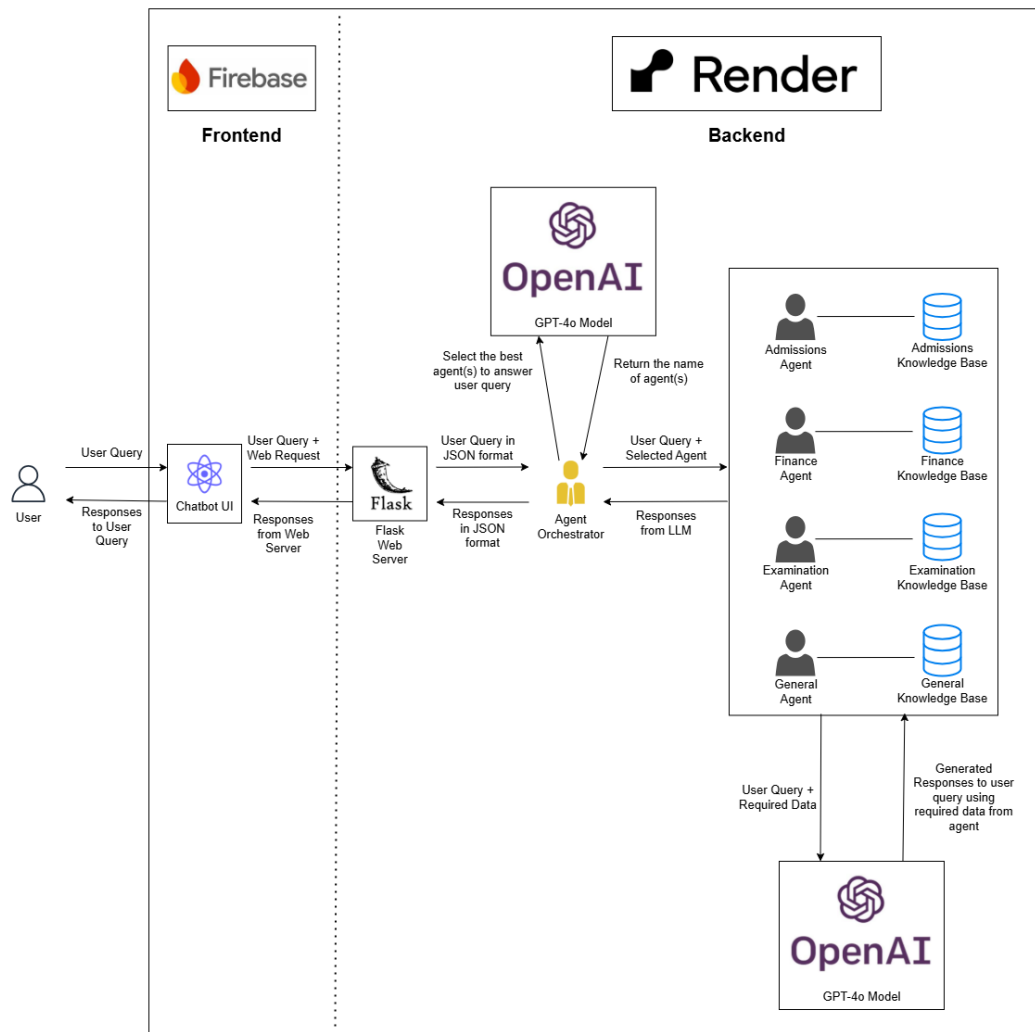 Firebase
Render
Frontend
Backend
OpenAI
GPT-4o Model
Select the best
agent(s) to answer
user query
Return the name
of agent(s)
Admissions
Agent
Admissions
Knowledge Base
Finance
Agent
Finance
Knowledge Base
Examination
Agent
Examination
Knowledge Base
General
Agent
General
Knowledge Base
User
User Query
Responses
to User
Query
Chatbot UI
User Query +
Web Request
Responses
from Web
Server
Flask
Flask
Web
Server
User Query in
JSON format
Responses
in JSON
format
Agent
Orchestrator
User Query +
Selected Agent
Responses
from LLM
User Query +
Required Data
Generated
Responses to user
query using
required data from
agent
OpenAI
GPT-4o Model